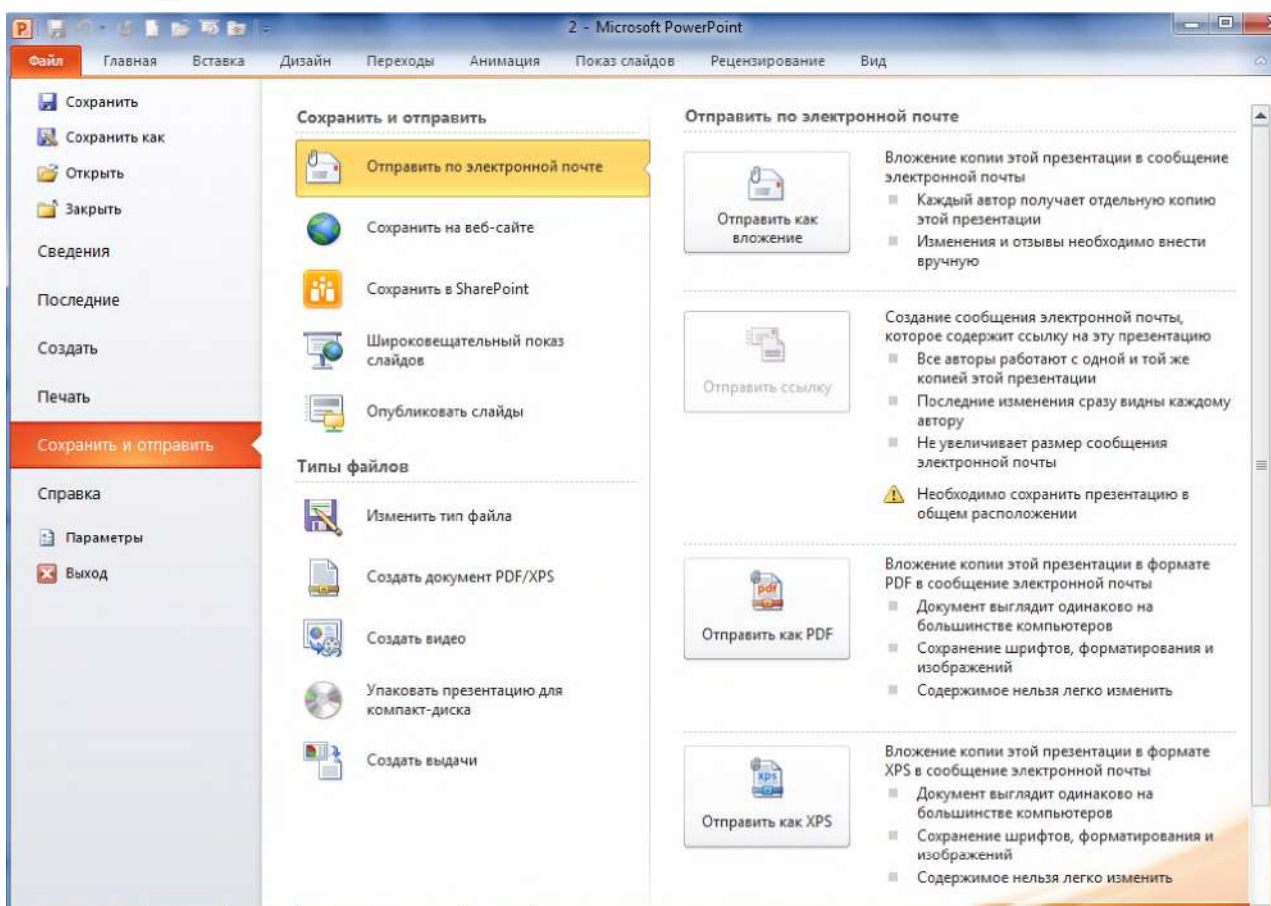 2 - Microsoft PowerPoint
Файл Главная Вставка Дизайн Переходы Анимация Показ слайдов Рецензирование Вид
Сохранить
Сохранить как
Открыть
Закрыть
Сведения
Последние
Создать
Печать
Сохранить и отправить
Справка
Параметры
Выход
Сохранить и отправить
Отправить по электронной почте
Сохранить на веб-сайте
Сохранить в SharePoint
Широковещательный показ
слайдов
Опубликовать слайды
Типы файлов
Изменить тип файла
Создать документ PDF/XPS
Создать видео
Упаковать презентацию для
компакт-диска
Создать выдачи
Отправить по электронной почте
Отправить как
вложение
Вложение копии этой презентации в сообщение
электронной почты
Каждый автор получает отдельную копию
этой презентации
Изменения и отзывы необходимо внести
вручную
Отправить ссылку
Создание сообщения электронной почты,
которое содержит ссылку на эту презентацию
Все авторы работают с одной и той же
копией этой презентации
Последние изменения сразу видны каждому
автору
Не увеличивает размер сообщения
электронной почты
Необходимо сохранить презентацию в
общем расположении
pdf
Отправить как PDF
Вложение копии этой презентации в формате
PDF в сообщение электронной почты
Документ выглядит одинаково на
большинстве компьютеров
Сохранение шрифтов, форматирования и
изображений
Содержимое нельзя легко изменить
xps
Отправить как XPS
Вложение копии этой презентации в формате
XPS в сообщение электронной почты
Документ выглядит одинаково на
большинстве компьютеров
Сохранение шрифтов, форматирования и
изображений
Содержимое нельзя легко изменить